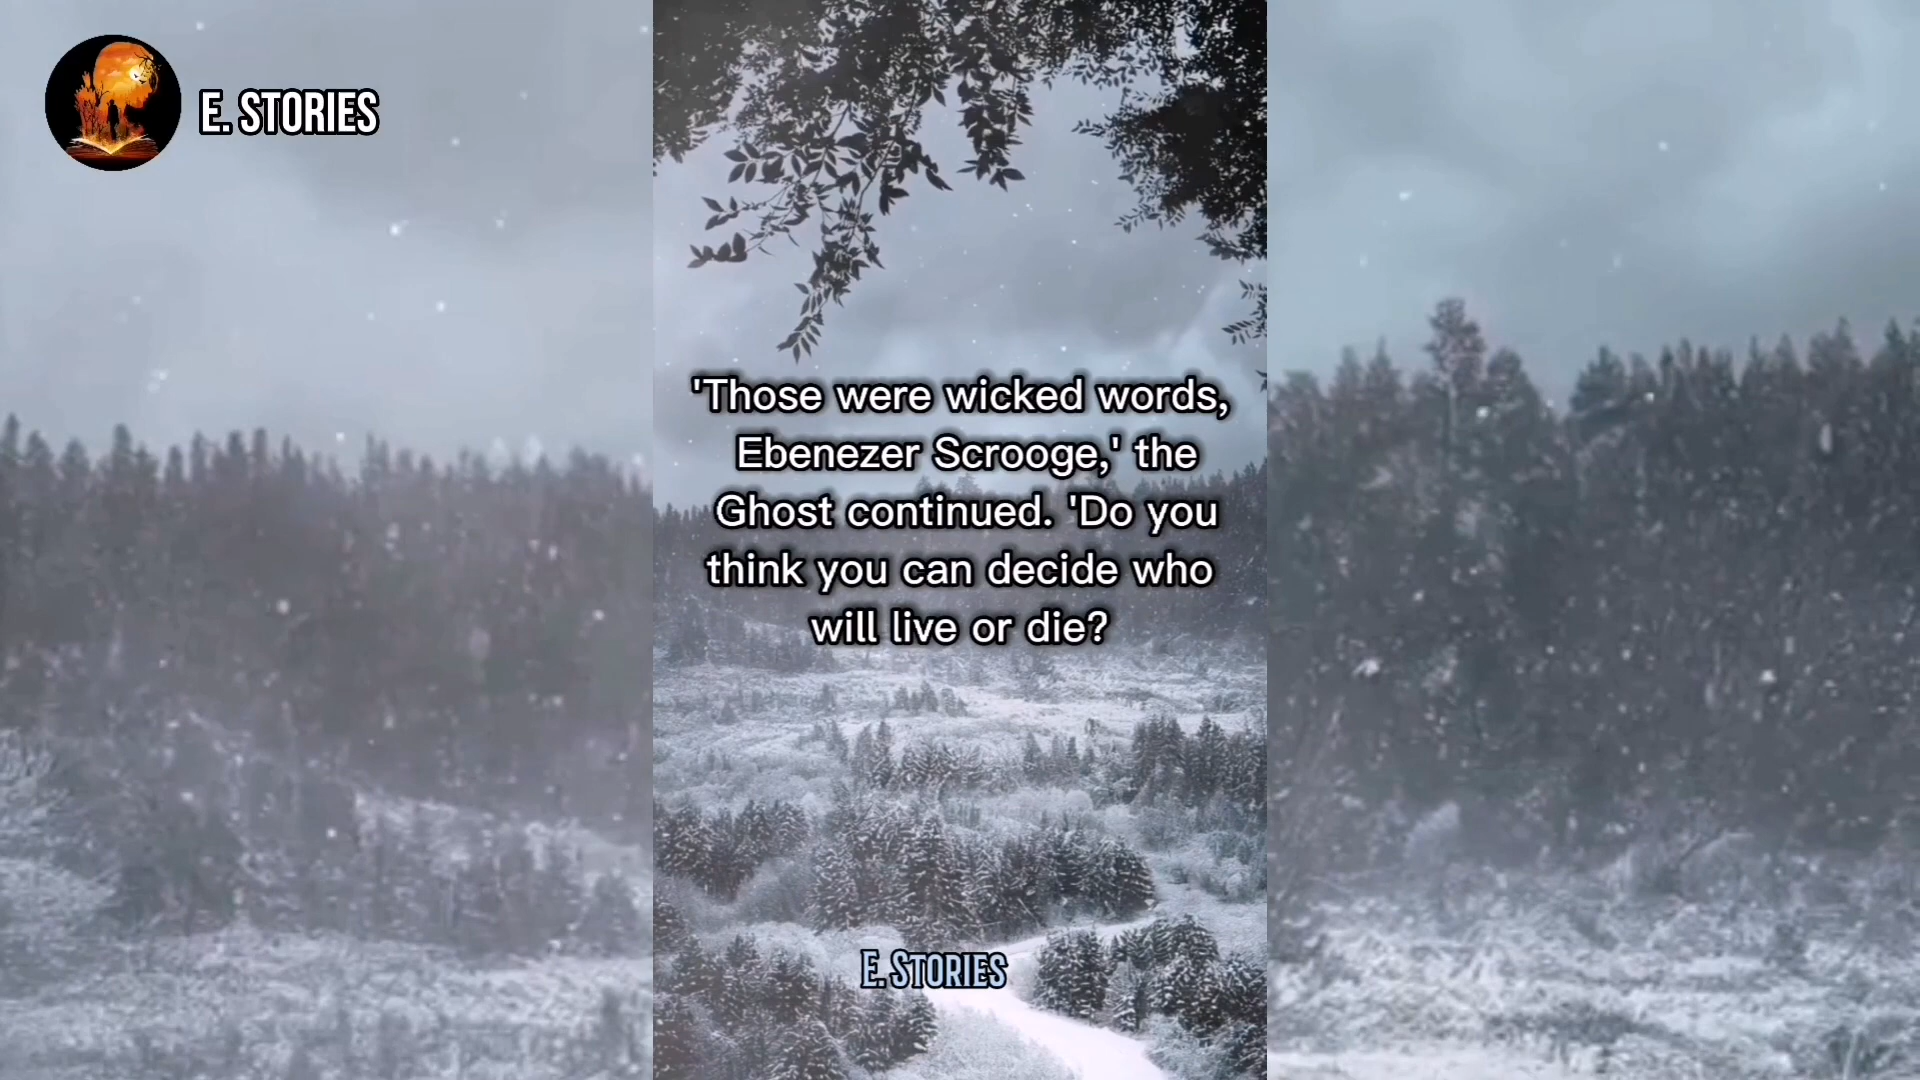 E. STORIES
'Those were wicked words,
Ebenezer Scrooge,' the
Ghost continued. 'Do you
think you can decide who
will live or die?
E. STORIES